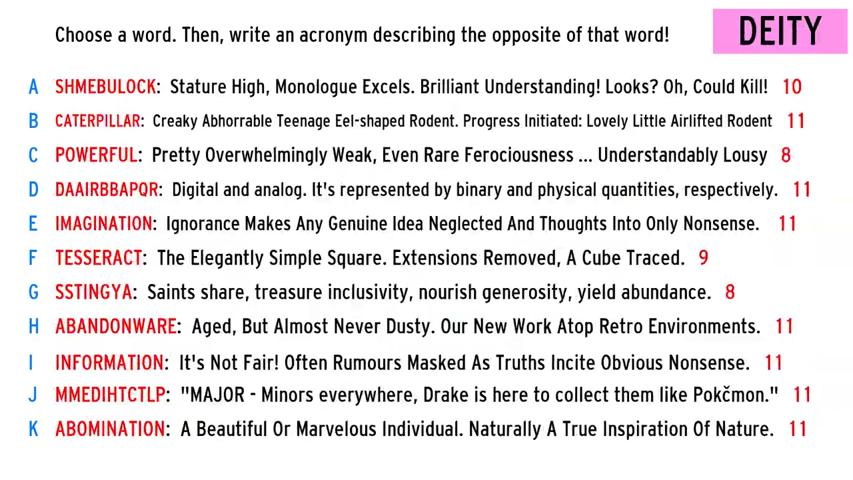 Choose a word. Then, write an acronym describing the opposite of that word!
DEITY
A SHMEBULOCK: Stature High, Monologue Excels. Brilliant Understanding! Looks? Oh, Could Kill! 10
B CATERPILLAR: Creaky Abhorrable Teenage Eel-shaped Rodent. Progress Initiated: Lovely Little Airlifted Rodent 11
C POWERFUL: Pretty Overwhelmingly Weak, Even Rare Ferociousness ... Understandably Lousy 8
D DAAIRBBAPQR: Digital and analog. It's represented by binary and physical quantities, respectively. 11
E IMAGINATION: Ignorance Makes Any Genuine Idea Neglected And Thoughts Into Only Nonsense. 11
F TESSERACT: The Elegantly Simple Square. Extensions Removed, A Cube Traced. 9
G SSTINGYA: Saints share, treasure inclusivity, nourish generosity, yield abundance. 8
H ABANDONWARE: Aged, But Almost Never Dusty. Our New Work Atop Retro Environments. 11
I INFORMATION: It's Not Fair! Often Rumours Masked As Truths Incite Obvious Nonsense. 11
J MMEDIHTCTLP: "MAJOR - Minors everywhere, Drake is here to collect them like Pokčmon." 11
K ABOMINATION: A Beautiful Or Marvelous Individual. Naturally A True Inspiration Of Nature. 11